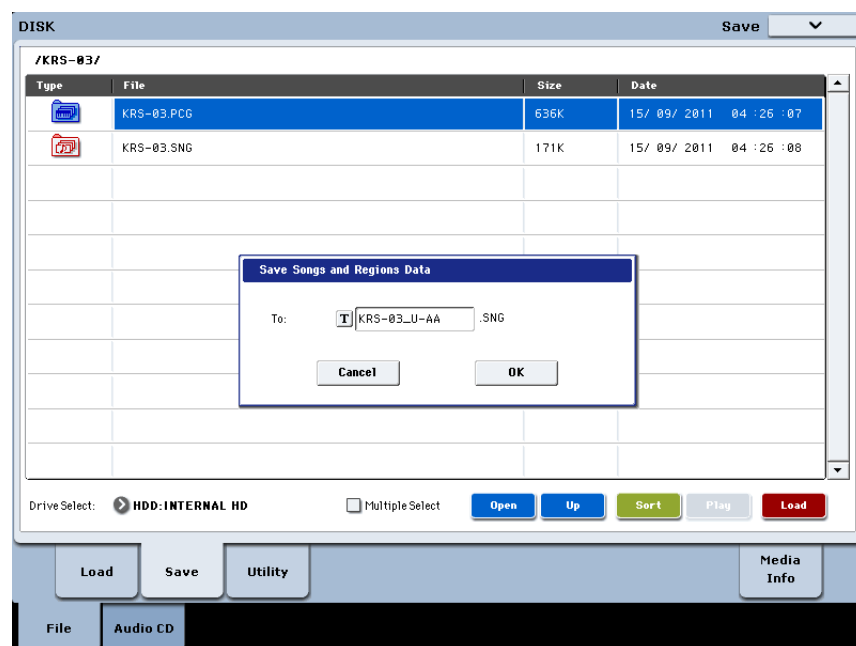 DISK Save
/KRS-03/
Type File Size Date
KRS-03.PCG 636K 15/ 09/ 2011 04 :26 :07
KRS-03.SNG 171K 15/ 09/ 2011 04 :26 :08
Save Songs and Regions Data
To: T KRS-03_U-AA .SNG
Cancel OK
Drive Select: HDD:INTERNAL HD Multiple Select Open Up Sort Play Load
Load Save Utility Media
Info
File Audio CD